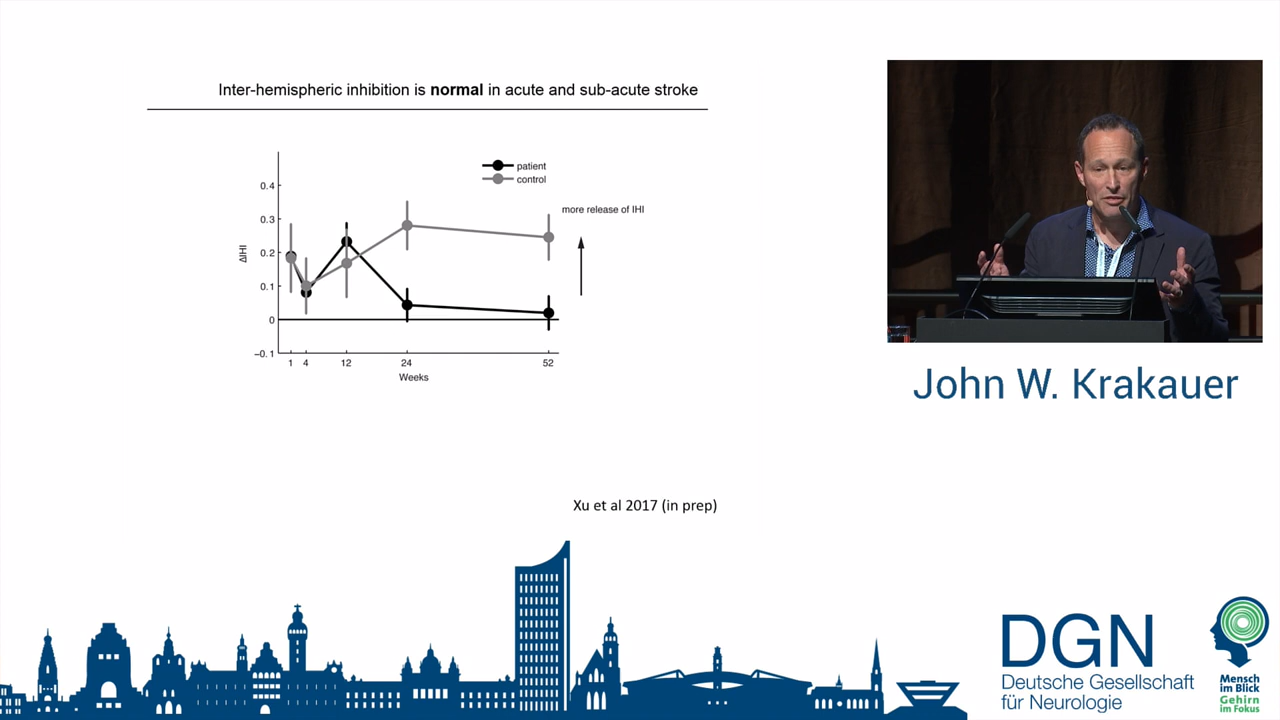 Inter-hemispheric inhibition is normal in acute and sub-acute stroke
patient
control
more release of IHI
0.4
0.3
0.2
0.1
0
−0.1
ΔIHI
1 4 12 24 52
Weeks
Xu et al 2017 (in prep)
John W. Krakauer
DGN
Deutsche Gesellschaft
für Neurologie
Mensch
im Blick
Gehirn
im Fokus